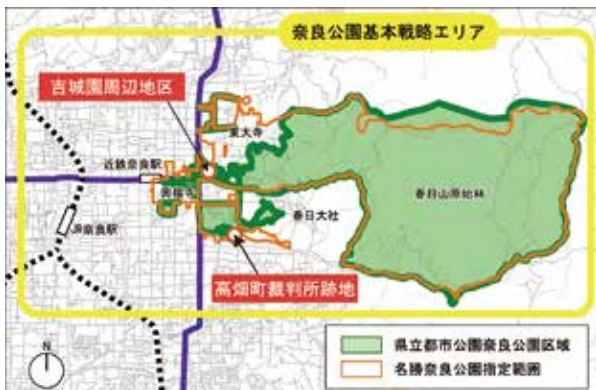 奈良公園基本戦略エリア
吉城園周辺地区
東大寺
近鉄奈良駅
興福寺
春日山原始林
春日大社
JR奈良駅
高畑町裁判所跡地
N
県立都市公園奈良公園区域
名勝奈良公園指定範囲